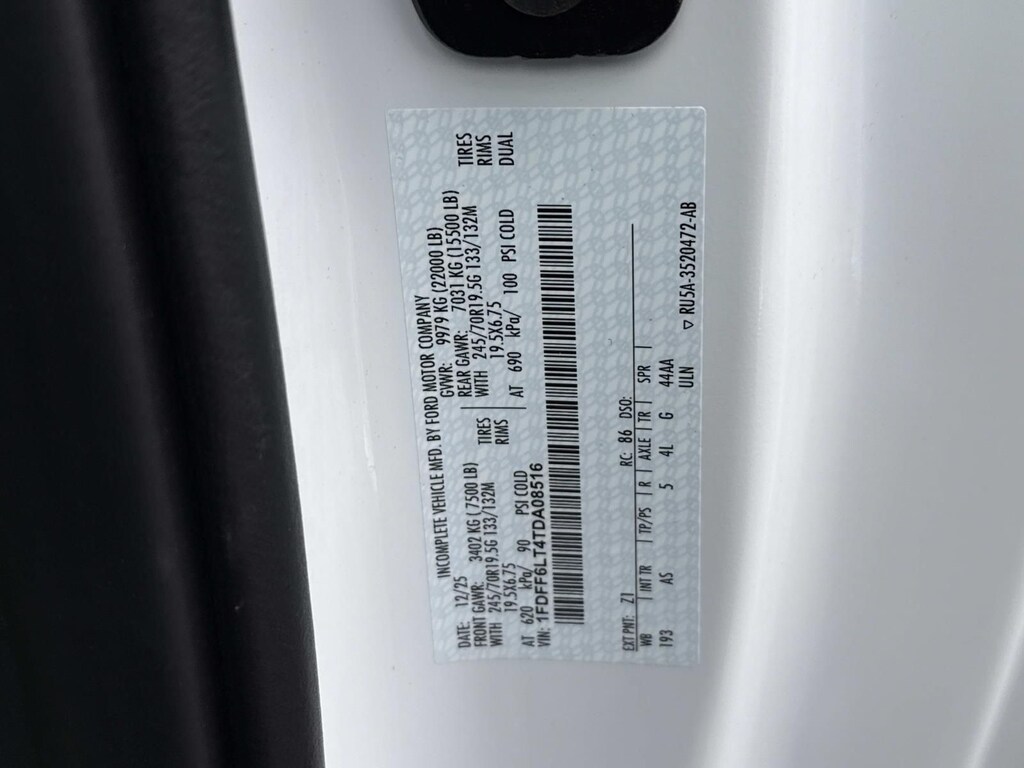 INCOMPLETE VEHICLE MFD. BY FORD MOTOR COMPANY
DATE: 12/25 GVWR: 9979 KG (22000 LB)
FRONT GAWR: 3402 KG ( 7500 LB) REAR GAWR: 7031 KG (15500 LB)
WITH 245/70R19.5G 133/132M TIRES WITH 245/70R19.5G 133/132M TIRES
19.5X6.75 RIMS 19.5X6.75 RIMS
AT 620 kPa/ 90 PSI COLD AT 690 kPa/ 100 PSI COLD DUAL
VIN: 1FDFF6LT4TDA08516
EXT PNT: Z1 RC: 86 DSO:
WB INT TR TP/PS R AXLE TR SPR
193 AS 5 4L G 44AA
ULN
▽ RU5A-3520472-AB